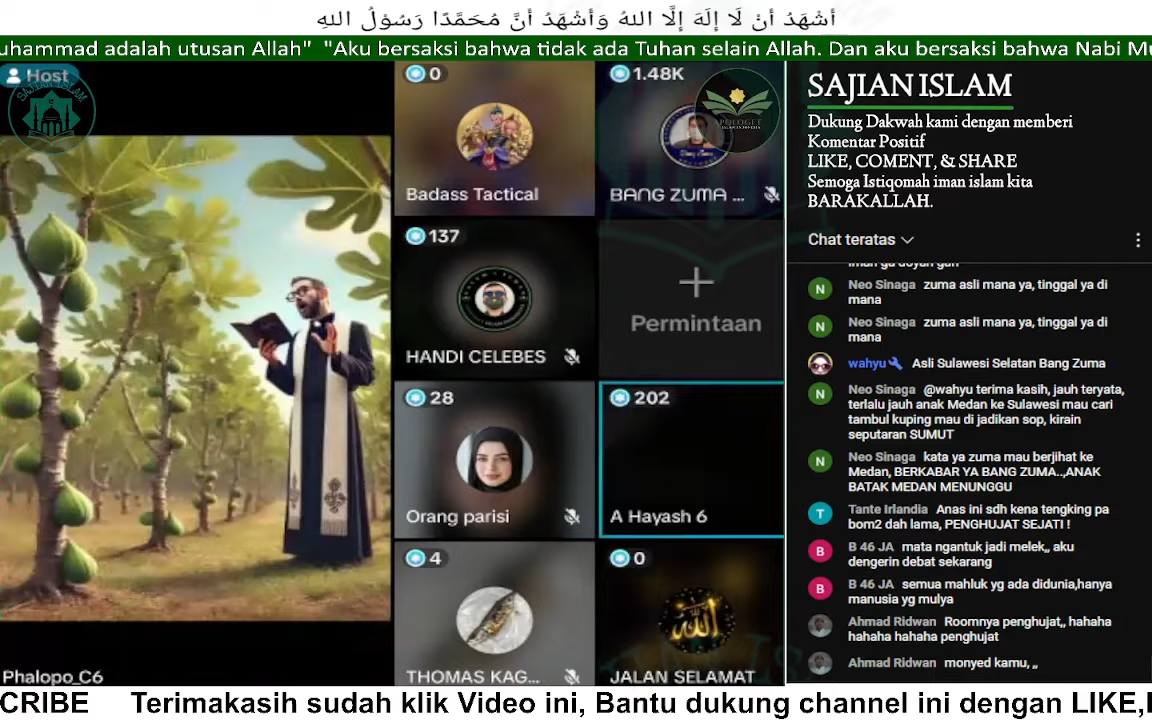 أشْهَدُ أنْ لَا إلَهَ إلَّا اللهُ وَأشْهَدُ أنَّ مُحَمَّدًا رَسُوْلُ اللهِ
uhammad adalah utusan Allah" "Aku bersaksi bahwa tidak ada Tuhan selain Allah. Dan aku bersaksi bahwa Nabi Mu
Host
SAJIAN ISLAM
0
Badass Tactical
1.48K
BANG ZUMA ...
137
HANDI CELEBES
Permintaan
28
Orang parisi
202
A Hayash 6
4
THOMAS KAG...
0
الله
JALAN SELAMAT
Phalopo_C6
SAJIAN ISLAM
Dukung Dakwah kami dengan memberi
Komentar Positif
LIKE, COMENT, & SHARE
Semoga Istiqomah iman islam kita
BARAKALLAH.
Chat teratas
Neo Sinaga zuma asli mana ya, tinggal ya di
mana
Neo Sinaga zuma asli mana ya, tinggal ya di
mana
wahyu Asli Sulawesi Selatan Bang Zuma
Neo Sinaga @wahyu terima kasih, jauh teryata,
terlalu jauh anak Medan ke Sulawesi mau cari
tambul kuping mau di jadikan sop, kirain
seputaran SUMUT
Neo Sinaga kata ya zuma mau berjihat ke
Medan, BERKABAR YA BANG ZUMA..,ANAK
BATAK MEDAN MENUNGGU
Tante Irlandia Anas ini sdh kena tengking pa
bom2 dah lama, PENGHUJAT SEJATI !
B 46 JA mata ngantuk jadi melek,, aku
dengerin debat sekarang
B 46 JA semua mahluk yg ada didunia,hanya
manusia yg mulya
Ahmad Ridwan Roomnya penghujat,, hahaha
hahaha hahaha penghujat
Ahmad Ridwan monyed kamu, ,,
CRIBE Terimakasih sudah klik Video ini, Bantu dukung channel ini dengan LIKE,